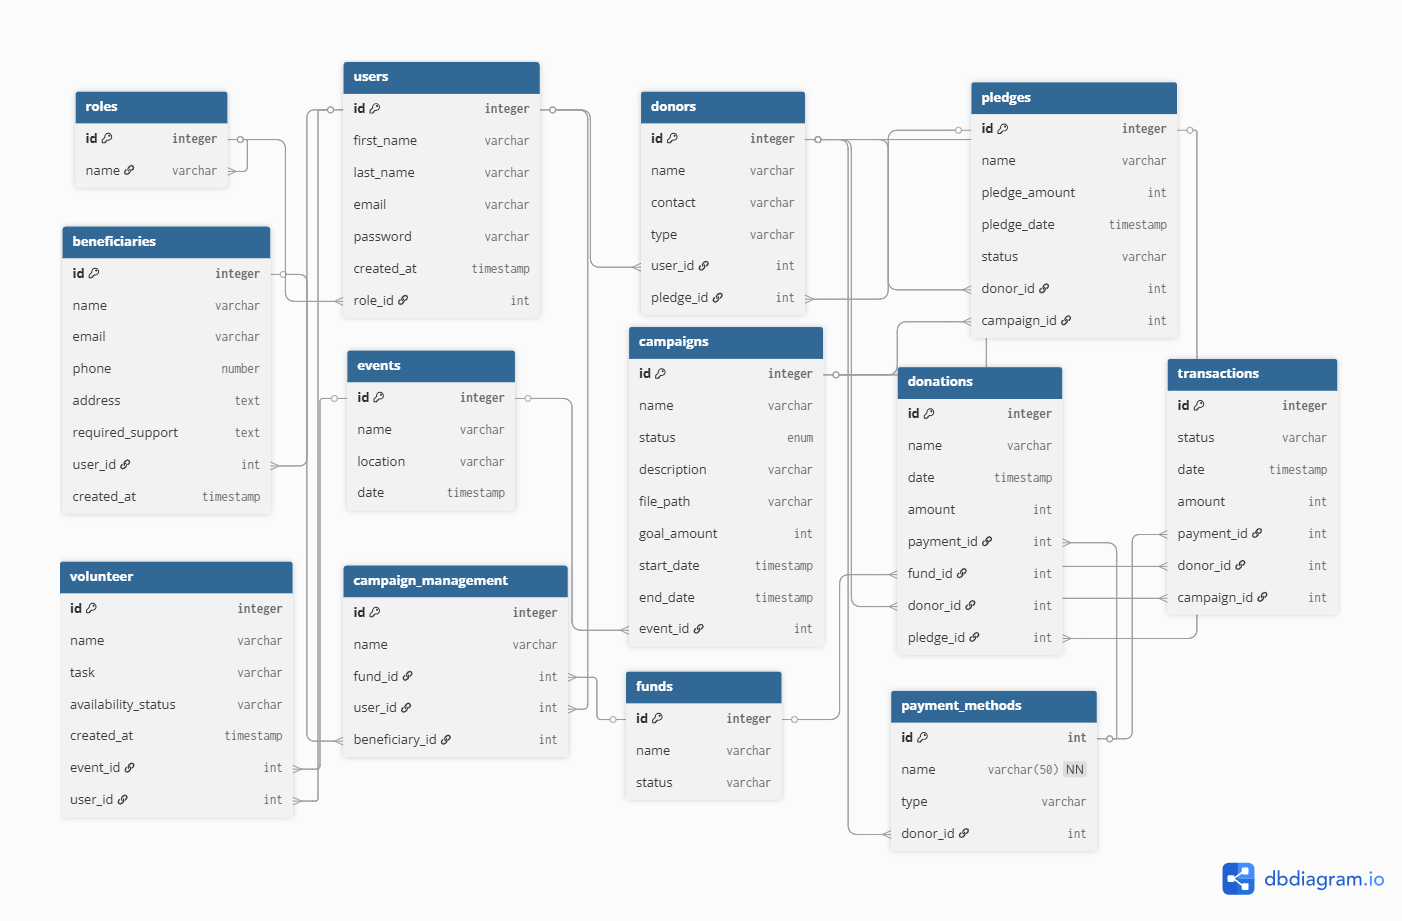 roles
id integer
name varchar
users
id integer
first_name varchar
last_name varchar
email varchar
password varchar
created_at timestamp
role_id int
donors
id integer
name varchar
contact varchar
type varchar
user_id int
pledge_id int
pledges
id integer
name varchar
pledge_amount int
pledge_date timestamp
status varchar
donor_id int
campaign_id int
beneficiaries
id integer
name varchar
email varchar
phone number
address text
required_support text
user_id int
created_at timestamp
events
id integer
name varchar
location varchar
date timestamp
campaigns
id integer
name varchar
status enum
description varchar
file_path varchar
goal_amount int
start_date timestamp
end_date timestamp
event_id int
donations
id integer
name varchar
date timestamp
amount int
payment_id int
fund_id int
donor_id int
pledge_id int
transactions
id integer
status varchar
date timestamp
amount int
payment_id int
donor_id int
campaign_id int
volunteer
id integer
name varchar
task varchar
availability_status varchar
created_at timestamp
event_id int
user_id int
campaign_management
id integer
name varchar
fund_id int
user_id int
beneficiary_id int
funds
id integer
name varchar
status varchar
payment_methods
id int
name varchar(50) NN
type varchar
donor_id int
dbdiagram.io